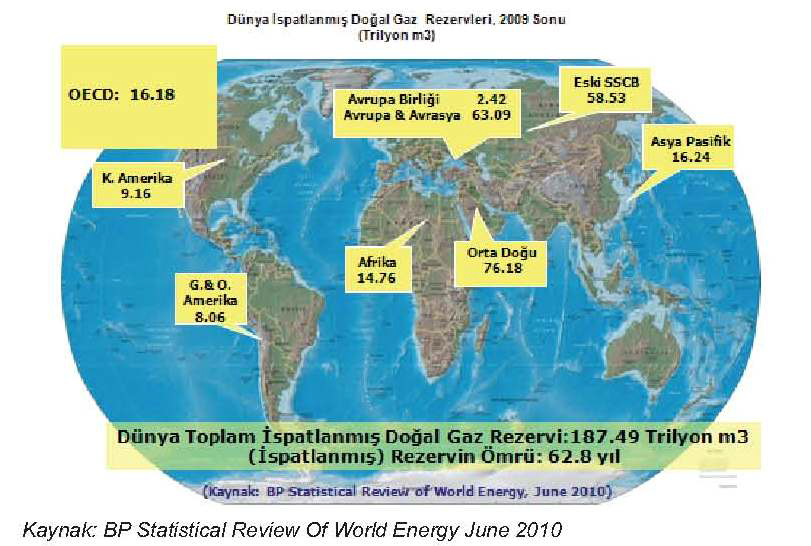 Dünya İspatlanmış Doğal Gaz Rezervleri, 2009 Sonu
(Trilyon m3)
OECD: 16.18
Avrupa Birliği 2.42
Avrupa & Avrasya 63.09
Eski SSCB
58.53
Asya Pasifik
16.24
K. Amerika
9.16
Afrika
14.76
Orta Doğu
76.18
G.& O.
Amerika
8.06
Dünya Toplam İspatlanmış Doğal Gaz Rezervi:187.49 Trilyon m3
(İspatlanmış) Rezervin Ömrü: 62.8 yıl
(Kaynak: BP Statistical Review of World Energy, June 2010)
Kaynak: BP Statistical Review Of World Energy June 2010